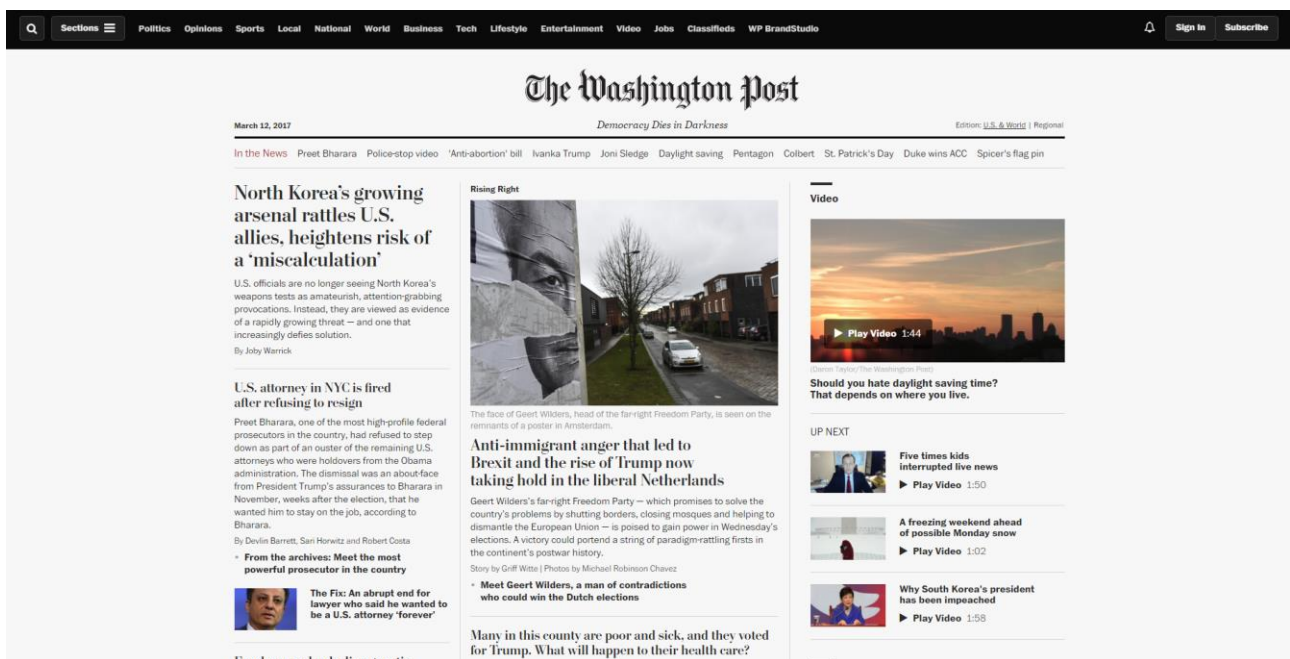 Sections
Politics Opinions Sports Local National World Business Tech Lifestyle Entertainment Video Jobs Classifieds WP BrandStudio
Sign In Subscribe
The Washington Post
March 12, 2017
Democracy Dies in Darkness
Edition: U.S. & World | Regional
In the News Preet Bharara Police-stop video 'Anti-abortion' bill Ivanka Trump Joni Sledge Daylight saving Pentagon Colbert St. Patrick's Day Duke wins ACC Spicer's flag pin
North Korea's growing
arsenal rattles U.S.
allies, heightens risk of
a 'miscalculation'
U.S. officials are no longer seeing North Korea's
weapons tests as amateurish, attention-grabbing
provocations. Instead, they are viewed as evidence
of a rapidly growing threat — and one that
increasingly defies solution.
By Joby Warrick
U.S. attorney in NYC is fired
after refusing to resign
Preet Bharara, one of the most high-profile federal
prosecutors in the country, had refused to step
down as part of an ouster of the remaining U.S.
attorneys who were holdovers from the Obama
administration. The dismissal was an about-face
from President Trump's assurances to Bharara in
November, weeks after the election, that he
wanted him to stay on the job, according to
Bharara.
By Devlin Barrett, Sari Horwitz and Robert Costa
• From the archives: Meet the most
powerful prosecutor in the country
The Fix: An abrupt end for
lawyer who said he wanted to
be a U.S. attorney 'forever'
Rising Right
The face of Geert Wilders, head of the far-right Freedom Party, is seen on the
remnants of a poster in Amsterdam.
Anti-immigrant anger that led to
Brexit and the rise of Trump now
taking hold in the liberal Netherlands
Geert Wilders's far-right Freedom Party — which promises to solve the
country's problems by shutting borders, closing mosques and helping to
dismantle the European Union — is poised to gain power in Wednesday's
elections. A victory could portend a string of paradigm-rattling firsts in
the continent's postwar history.
Story by Griff Witte | Photos by Michael Robinson Chavez
• Meet Geert Wilders, a man of contradictions
who could win the Dutch elections
Many in this county are poor and sick, and they voted
for Trump. What will happen to their health care?
Video
Play Video 1:44
(Daron Taylor/The Washington Post)
Should you hate daylight saving time?
That depends on where you live.
UP NEXT
Five times kids
interrupted live news
Play Video 1:50
A freezing weekend ahead
of possible Monday snow
Play Video 1:02
Why South Korea's president
has been impeached
Play Video 1:58